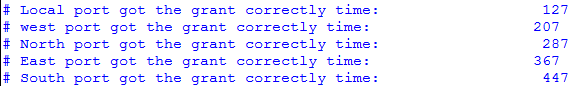 # Local port got the grant correctly time: 127
# west port got the grant correctly time: 207
# North port got the grant correctly time: 287
# East port got the grant correctly time: 367
# South port got the grant correctly time: 447